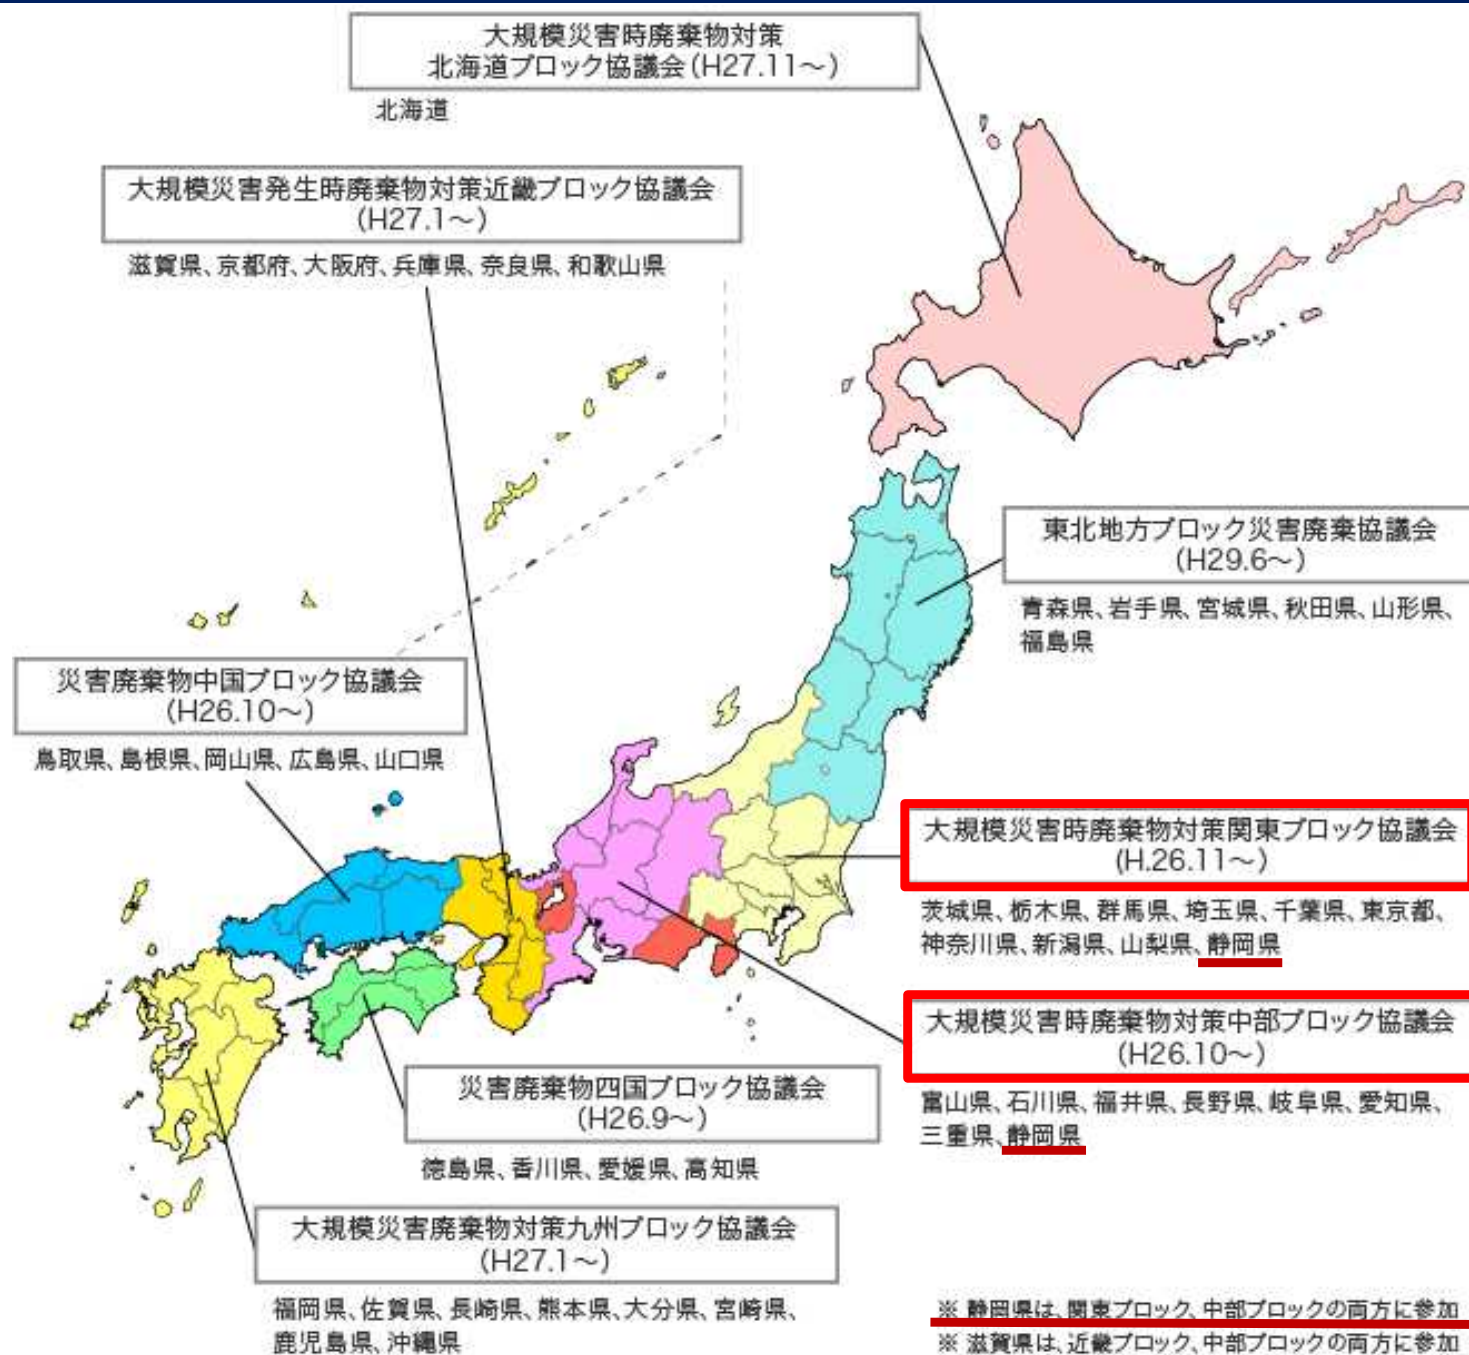 大規模災害時廃棄物対策
北海道ブロック協議会(H27.11～)
北海道
大規模災害発生時廃棄物対策近畿ブロック協議会
(H27.1～)
滋賀県、京都府、大阪府、兵庫県、奈良県、和歌山県
東北地方ブロック災害廃棄協議会
(H29.6～)
青森県、岩手県、宮城県、秋田県、山形県、
福島県
災害廃棄物中国ブロック協議会
(H26.10～)
鳥取県、島根県、岡山県、広島県、山口県
大規模災害時廃棄物対策関東ブロック協議会
(H.26.11～)
茨城県、栃木県、群馬県、埼玉県、千葉県、東京都、
神奈川県、新潟県、山梨県、静岡県
大規模災害時廃棄物対策中部ブロック協議会
(H26.10～)
富山県、石川県、福井県、長野県、岐阜県、愛知県、
三重県、静岡県
災害廃棄物四国ブロック協議会
(H26.9～)
徳島県、香川県、愛媛県、高知県
大規模災害廃棄物対策九州ブロック協議会
(H27.1～)
福岡県、佐賀県、長崎県、熊本県、大分県、宮崎県、
鹿児島県、沖縄県
※ 静岡県は、関東ブロック、中部ブロックの両方に参加
※ 滋賀県は、近畿ブロック、中部ブロックの両方に参加